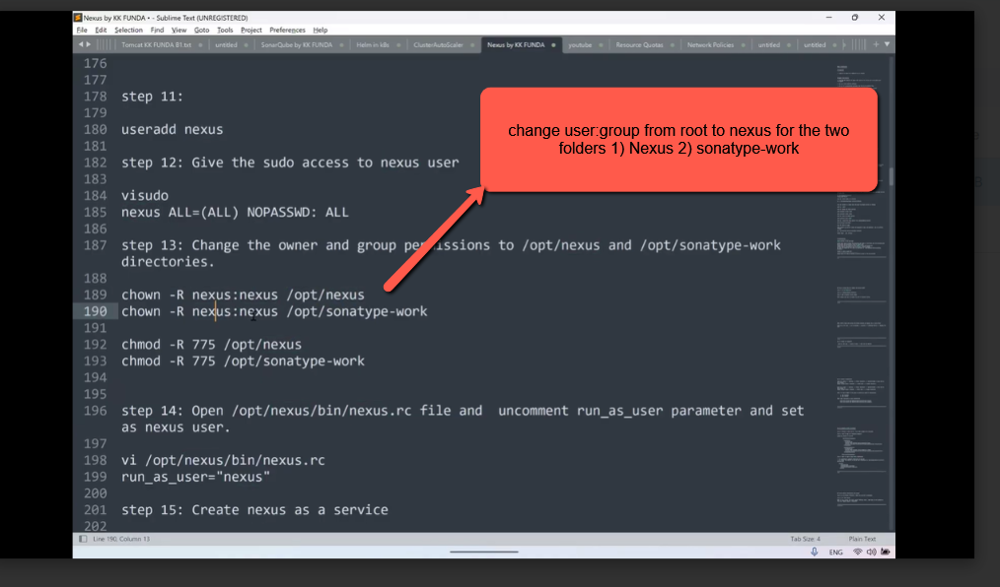 Nexus by KK FUNDA • - Sublime Text (UNREGISTERED)
File Edit Selection Find View Goto Tools Project Preferences Help
Tomcat KK FUNDA B1.txt untitled SonarQube by KK FUNDA Helm in k8s ClusterAutoScaler Nexus by KK FUNDA youtube Resource Quotas Network Policies untitled untitled
176
177
178 step 11:
179
180 useradd nexus
181
182 step 12: Give the sudo access to nexus user
183
184 visudo
185 nexus ALL=(ALL) NOPASSWD: ALL
186
187 step 13: Change the owner and group permissions to /opt/nexus and /opt/sonatype-work
directories.
188
189 chown -R nexus:nexus /opt/nexus
190 chown -R nexus:nexus /opt/sonatype-work
191
192 chmod -R 775 /opt/nexus
193 chmod -R 775 /opt/sonatype-work
194
195
196 step 14: Open /opt/nexus/bin/nexus.rc file and uncomment run_as_user parameter and set
as nexus user.
197
198 vi /opt/nexus/bin/nexus.rc
199 run_as_user="nexus"
200
201 step 15: Create nexus as a service
202
change user:group from root to nexus for the two
folders 1) Nexus 2) sonatype-work
Line 190, Column 13 Tab Size: 4 Plain Text
ENG